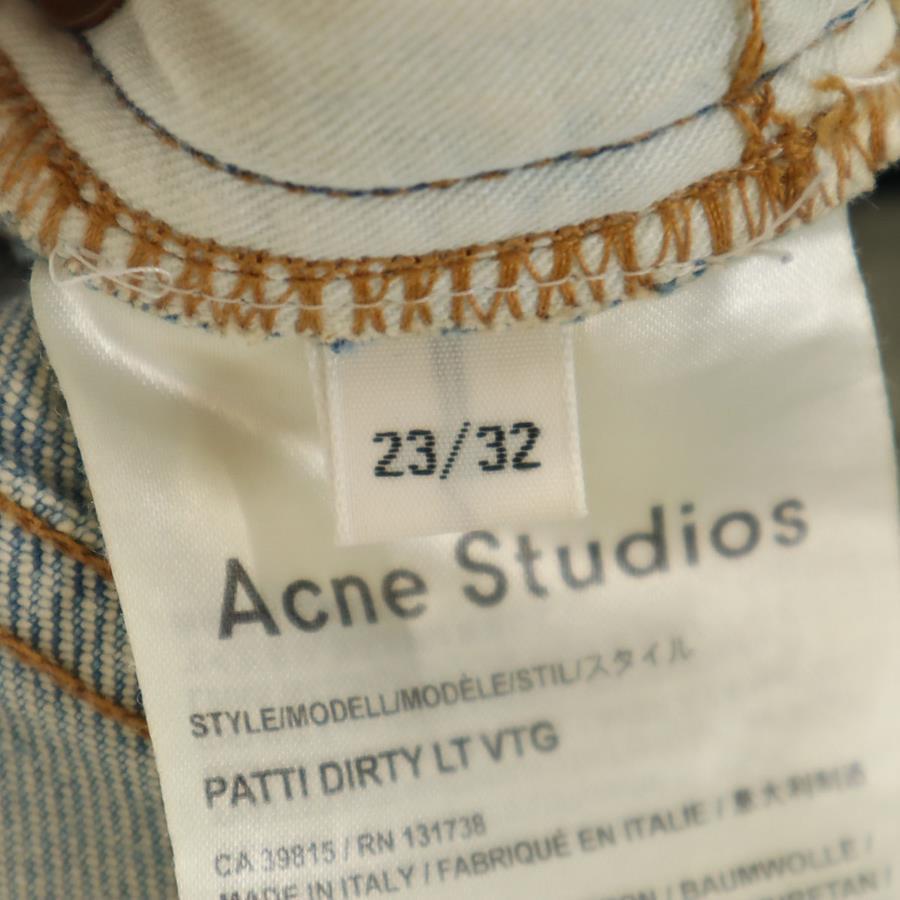 23/32
Acne Studios
STYLE/MODELL/MODÈLE/STIL/スタイル
PATTI DIRTY LT VTG
CA 39815 / RN 131738
MADE IN ITALY / FABRIQUÉ EN ITALIE / 意大利制造
/ BAUMWOLLE /